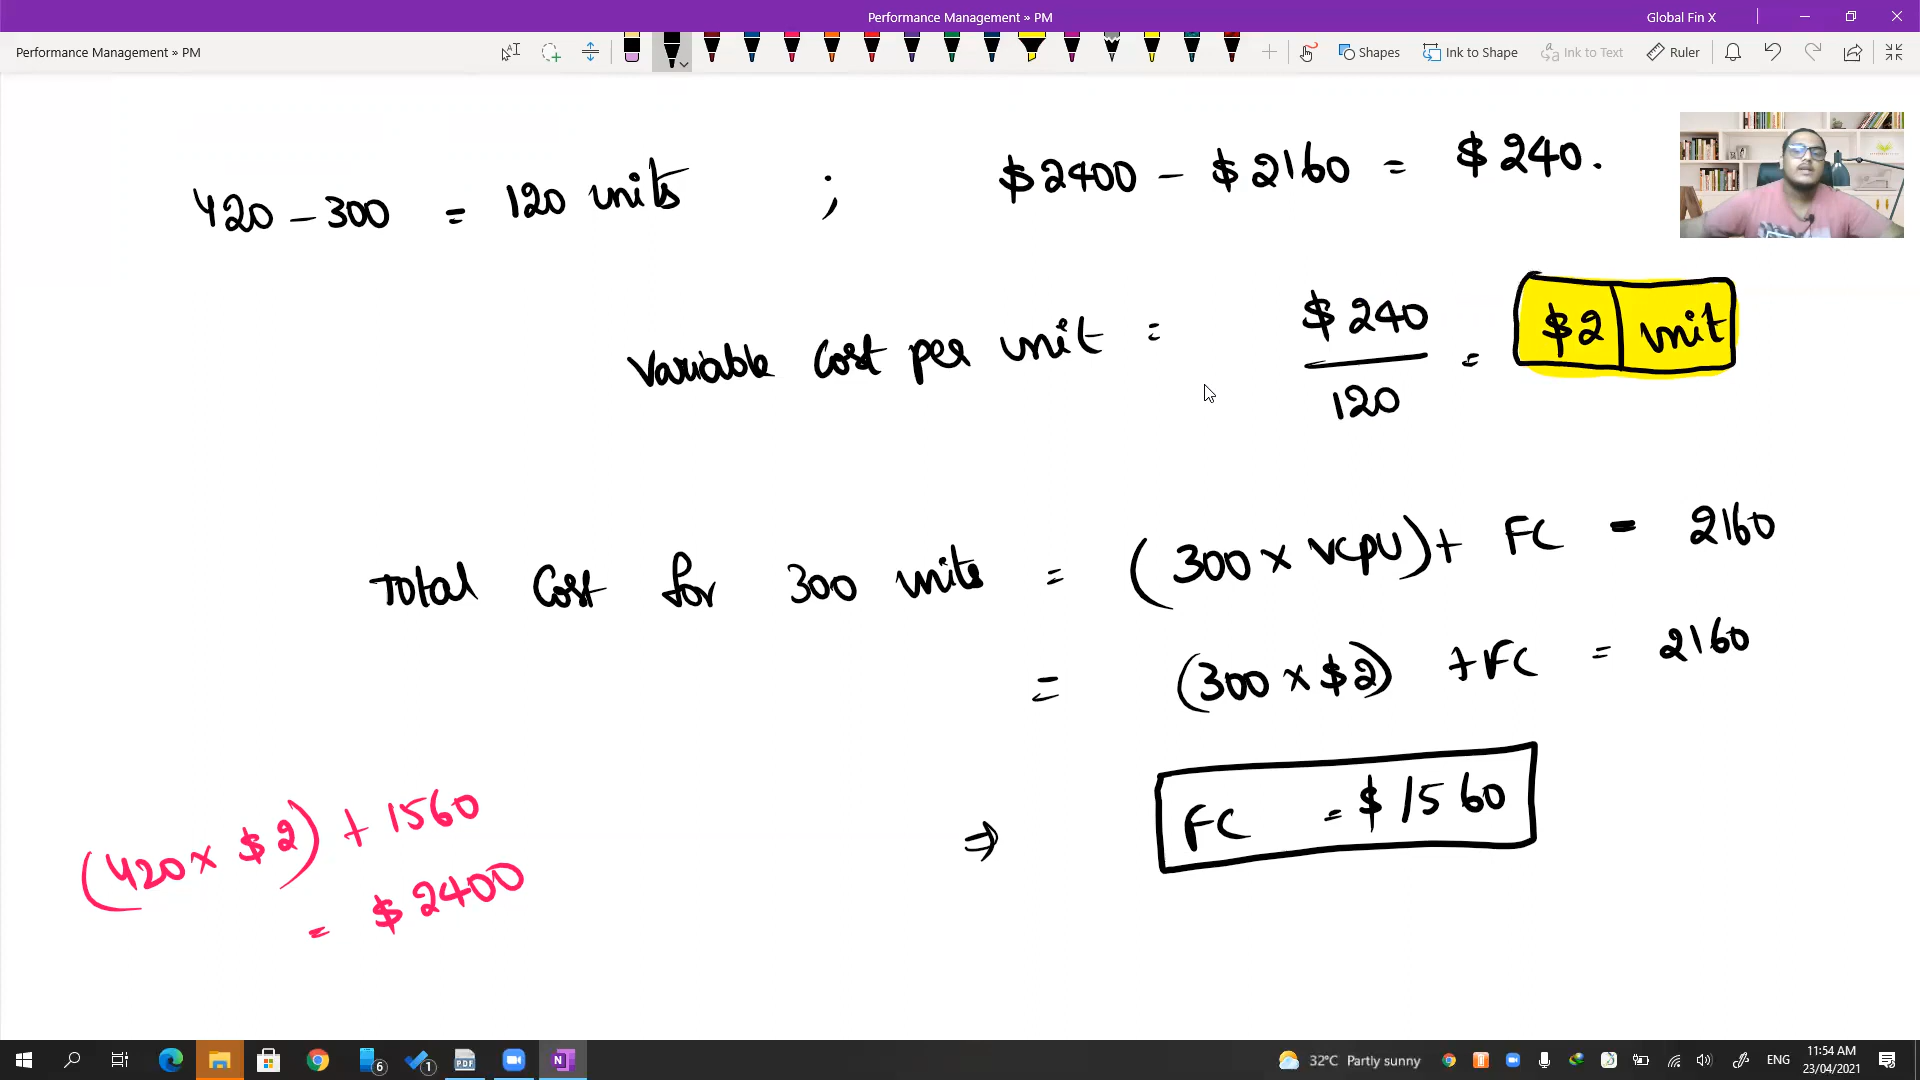 Performance Management » PM
Global Fin X
Performance Management » PM
Shapes
Ink to Shape
Ink to Text
Ruler
420 - 300 = 120 units ; $2400 - $2160 = $240.
Variable Cost per unit = $240 / 120 = $2 | unit
Total Cost for 300 units = (300 × VCPU) + FC = 2160
= (300 × $2) + FC = 2160
⇒ FC = $1560
(420 × $2) + 1560
= $2400
6
1
PDF
N
32°C Partly sunny
ENG
11:54 AM
23/04/2021